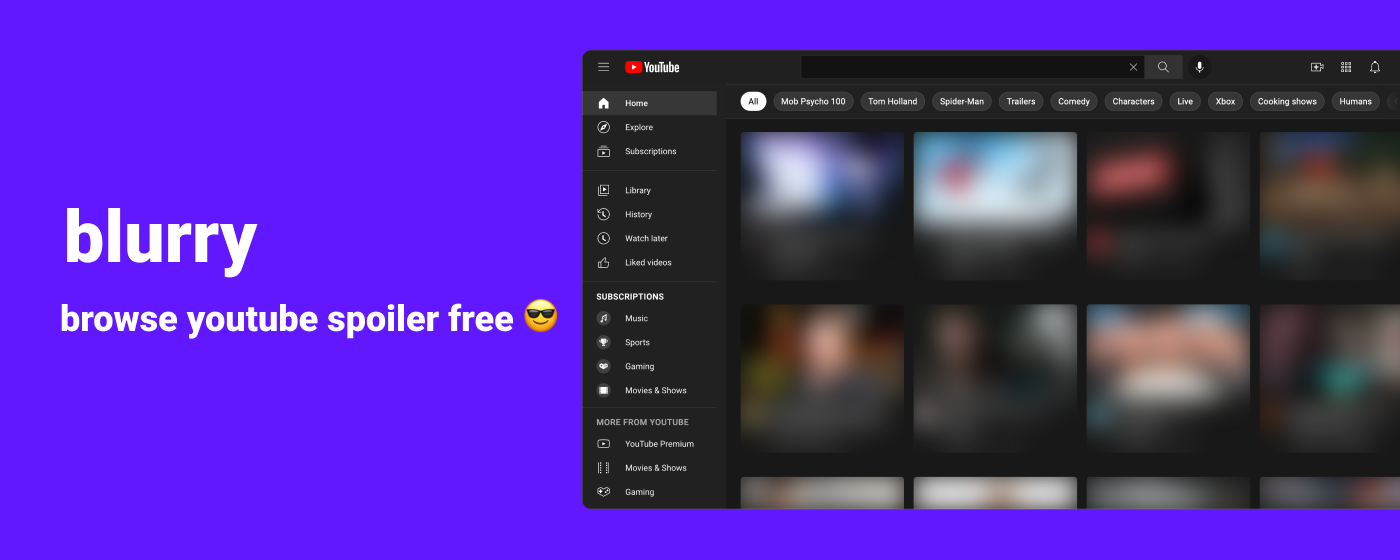 blurry
browse youtube spoiler free 😎
YouTube
Home
Explore
Subscriptions
Library
History
Watch later
Liked videos
SUBSCRIPTIONS
Music
Sports
Gaming
Movies & Shows
MORE FROM YOUTUBE
YouTube Premium
Movies & Shows
Gaming
All Mob Psycho 100 Tom Holland Spider-Man Trailers Comedy Characters Live Xbox Cooking shows Humans